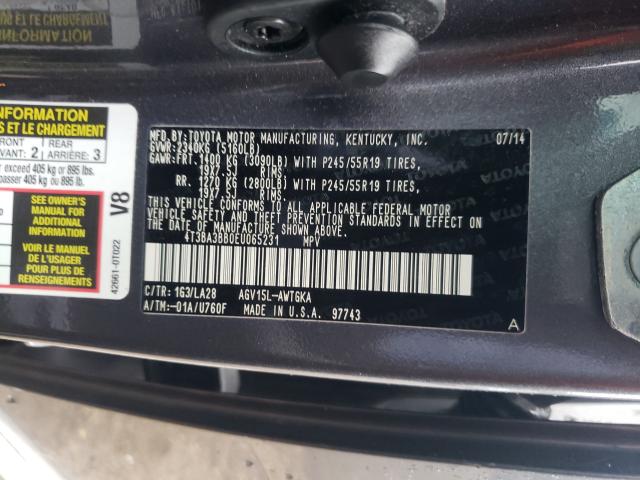 INFORMATION
S ET LE CHARGEMENT
FRONT
REAR
AVANT: 2
ARRIÈRE: 3
r exceed 405 kg or 895 lbs.
passer 405 kg ou 895 lb.
SEE OWNER'S
MANUAL FOR
ADDITIONAL
INFORMATION
VOIR LE MANUEL
DE L'USAGER
POUR PLUS DE
V8
42661-0T022
MFD.BY:TOYOTA MOTOR MANUFACTURING, KENTUCKY, INC. 07/14
GVWR:2340KG (5160LB)
GAWR:FRT.1400 KG (3090LB) WITH P245/55R19 TIRES,
19X7.5J RIMS
RR. 1270 KG (2800LB) WITH P245/55R19 TIRES,
19X7.5J RIMS
THIS VEHICLE CONFORMS TO ALL APPLICABLE FEDERAL MOTOR
VEHICLE SAFETY AND THEFT PREVENTION STANDARDS IN EFFECT ON
THE DATE OF MANUFACTURE SHOWN ABOVE.
4T3BA3BB0EU065231 MPV
C/TR:1G3/LA28 AGV15L-AWTGKA
A/TM:-01A/U760F MADE IN U.S.A. 97743
A